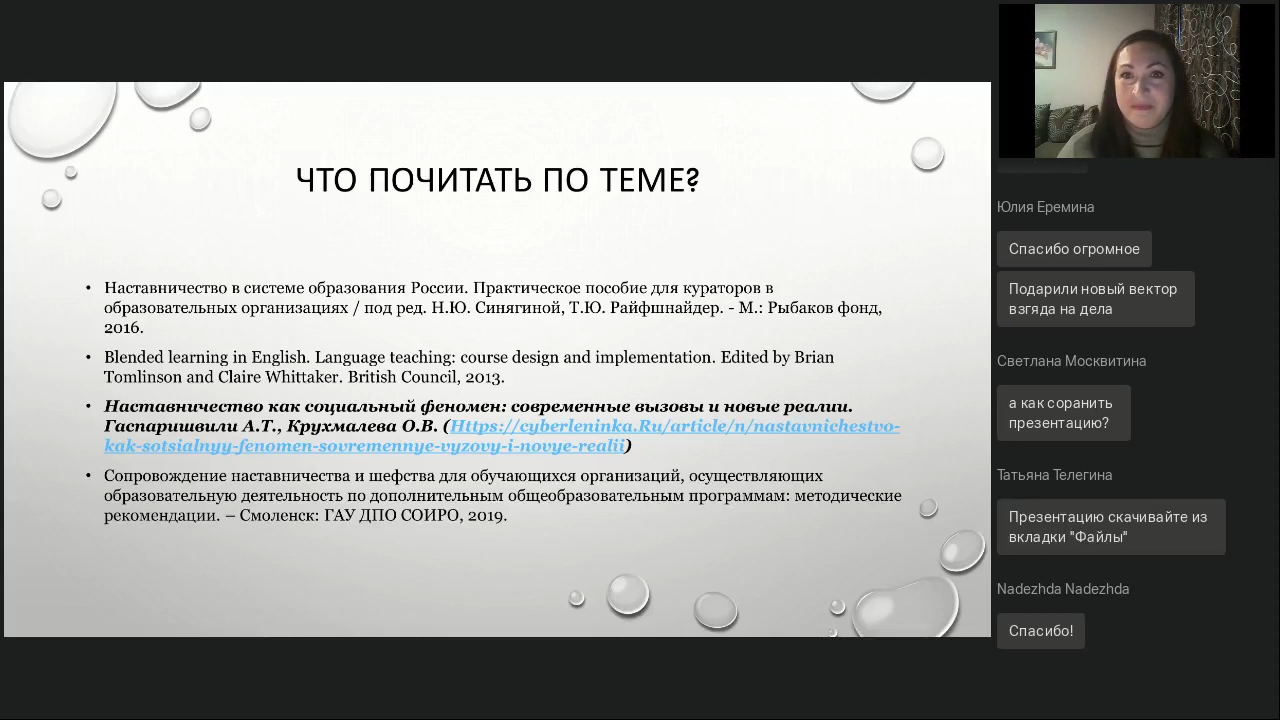 ЧТО ПОЧИТАТЬ ПО ТЕМЕ?
• Наставничество в системе образования России. Практическое пособие для кураторов в
образовательных организациях / под ред. Н.Ю. Синягиной, Т.Ю. Райфшнайдер. - М.: Рыбаков фонд,
2016.
• Blended learning in English. Language teaching: course design and implementation. Edited by Brian
Tomlinson and Claire Whittaker. British Council, 2013.
• Наставничество как социальный феномен: современные вызовы и новые реалии.
Гаспаришвили А.Т., Крухмалева О.В. (Https://cyberleninka.Ru/article/n/nastavnichestvo-
kak-sotsialnyy-fenomen-sovremennye-vyzovy-i-novye-realii)
• Сопровождение наставничества и шефства для обучающихся организаций, осуществляющих
образовательную деятельность по дополнительным общеобразовательным программам: методические
рекомендации. – Смоленск: ГАУ ДПО СОИРО, 2019.
Юлия Еремина
Спасибо огромное
Подарили новый вектор
взгяда на дела
Светлана Москвитина
а как соранить
презентацию?
Татьяна Телегина
Презентацию скачивайте из
вкладки "Файлы"
Nadezhda Nadezhda
Спасибо!